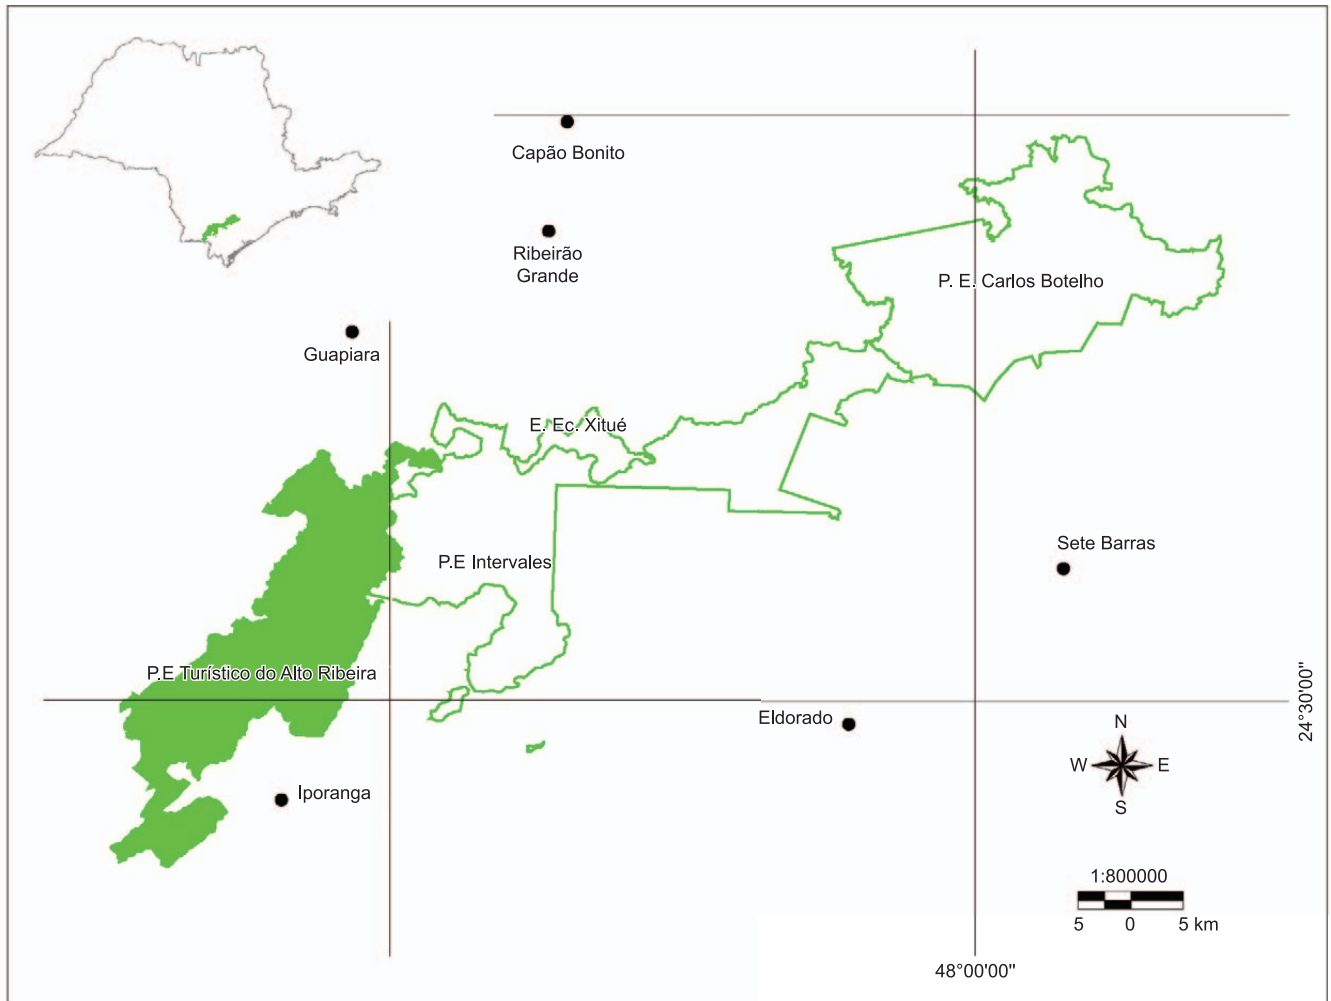 Capão Bonito
Ribeirão
Grande
P. E. Carlos Botelho
Guapiara
E. Ec. Xitué
Sete Barras
P.E Intervales
P.E Turístico do Alto Ribeira
24°30'00"
Eldorado
N
W
E
S
Iporanga
1:800000
5 0 5 km
48°00'00"